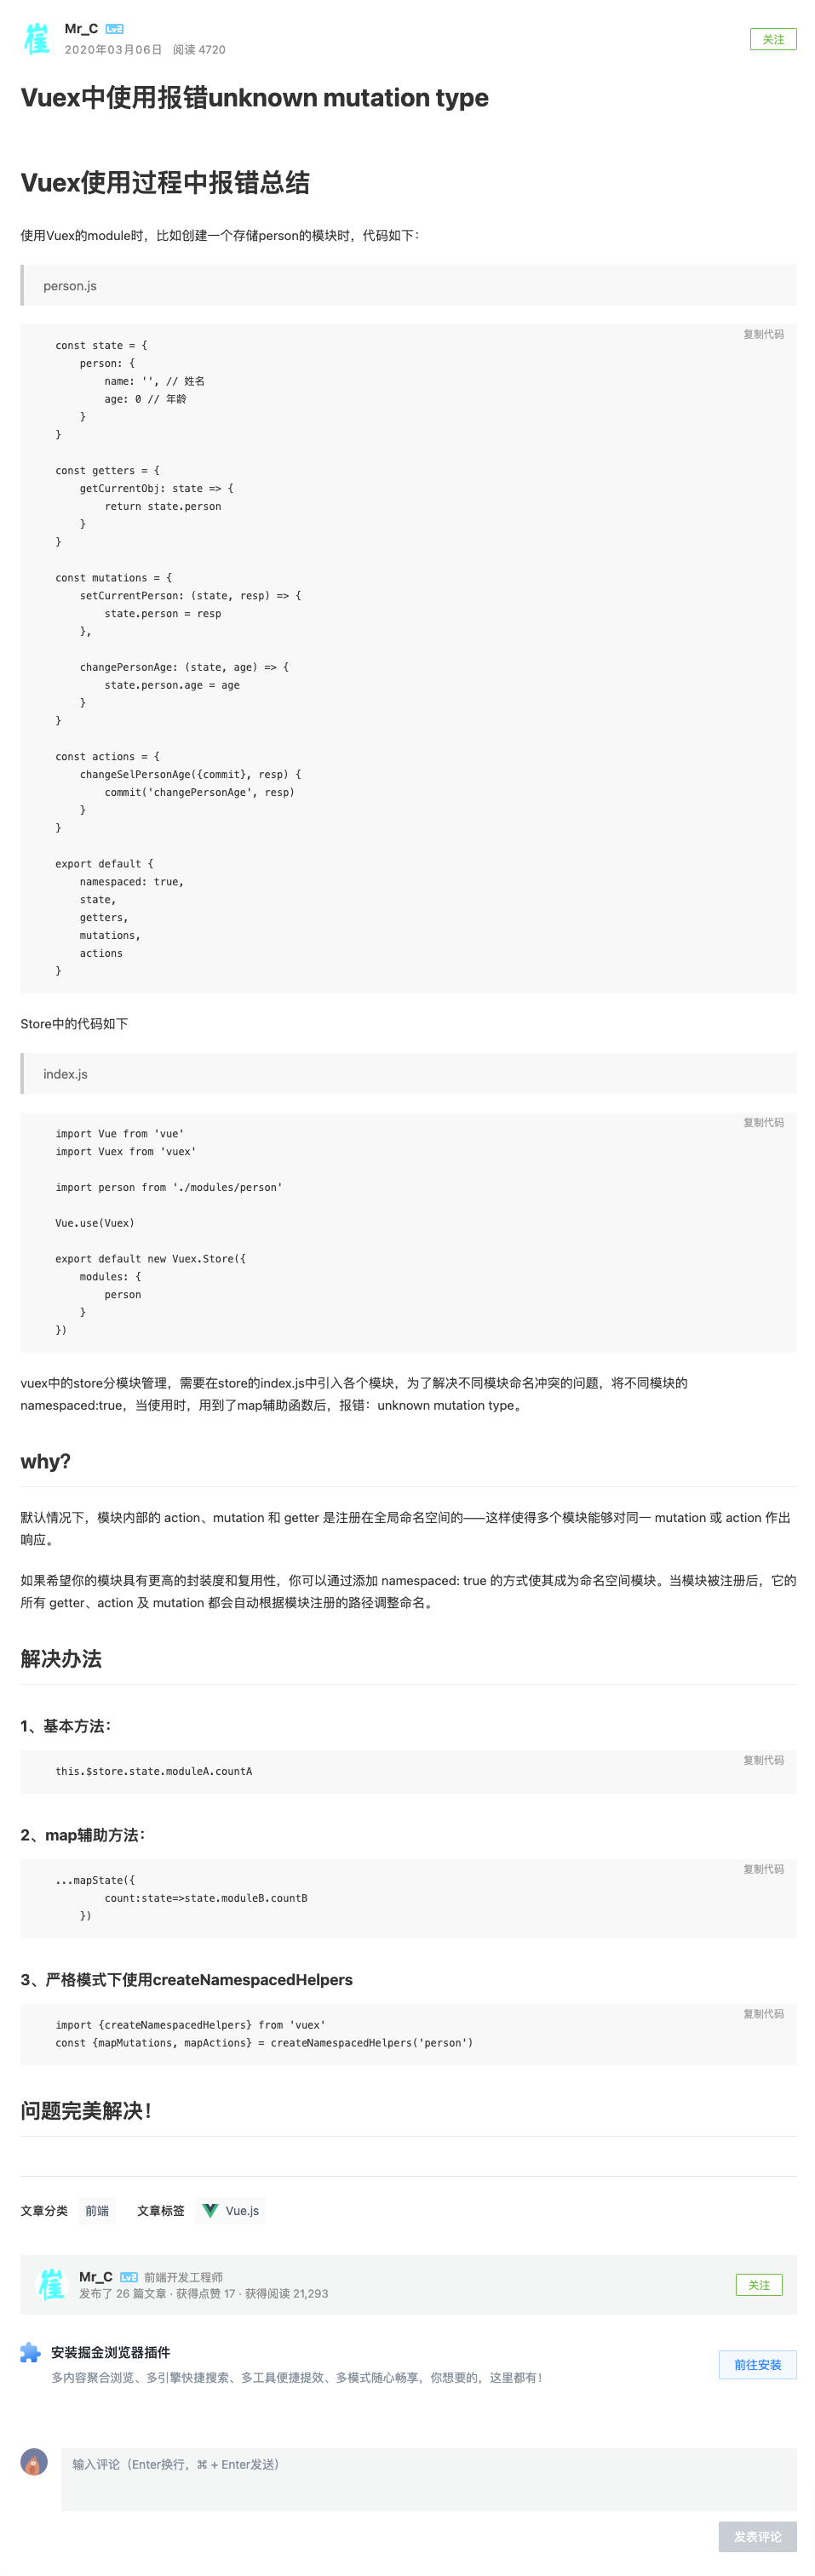 Mr_C Lv2
2020年03月06日 阅读 4720
关注
Vuex中使用报错unknown mutation type
Vuex使用过程中报错总结
使用Vuex的module时，比如创建一个存储person的模块时，代码如下：
person.js
复制代码
const state = {
    person: {
        name: '', // 姓名
        age: 0 // 年龄
    }
}
const getters = {
    getCurrentObj: state => {
        return state.person
    }
}
const mutations = {
    setCurrentPerson: (state, resp) => {
        state.person = resp
    },
    changePersonAge: (state, age) => {
        state.person.age = age
    }
}
const actions = {
    changeSelPersonAge({commit}, resp) {
        commit('changePersonAge', resp)
    }
}
export default {
    namespaced: true,
    state,
    getters,
    mutations,
    actions
}
Store中的代码如下
index.js
复制代码
import Vue from 'vue'
import Vuex from 'vuex'
import person from './modules/person'
Vue.use(Vuex)
export default new Vuex.Store({
    modules: {
        person
    }
})
vuex中的store分模块管理，需要在store的index.js中引入各个模块，为了解决不同模块命名冲突的问题，将不同模块的
namespaced:true，当使用时，用到了map辅助函数后，报错：unknown mutation type。
why?
默认情况下，模块内部的 action、mutation 和 getter 是注册在全局命名空间的——这样使得多个模块能够对同一 mutation 或 action 作出
响应。
如果希望你的模块具有更高的封装度和复用性，你可以通过添加 namespaced: true 的方式使其成为命名空间模块。当模块被注册后，它的
所有 getter、action 及 mutation 都会自动根据模块注册的路径调整命名。
解决办法
1、基本方法：
复制代码
this.$store.state.moduleA.countA
2、map辅助方法：
复制代码
...mapState({
        count:state=>state.moduleB.countB
    })
3、严格模式下使用createNamespacedHelpers
复制代码
import {createNamespacedHelpers} from 'vuex'
const {mapMutations, mapActions} = createNamespacedHelpers('person')
问题完美解决！
文章分类 前端 文章标签 Vue.js
Mr_C Lv2 前端开发工程师
发布了 26 篇文章 · 获得点赞 17 · 获得阅读 21,293
关注
安装掘金浏览器插件
多内容聚合浏览、多引擎快捷搜索、多工具便捷提效、多模式随心畅享，你想要的，这里都有！
前往安装
输入评论（Enter换行，⌘ + Enter发送）
发表评论